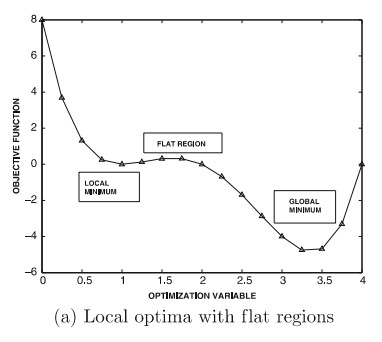 8
6
4
2
0
−2
−4
−6
OBJECTIVE FUNCTION
FLAT REGION
LOCAL
MINIMUM
GLOBAL
MINIMUM
0 0.5 1 1.5 2 2.5 3 3.5 4
OPTIMIZATION VARIABLE
(a) Local optima with flat regions